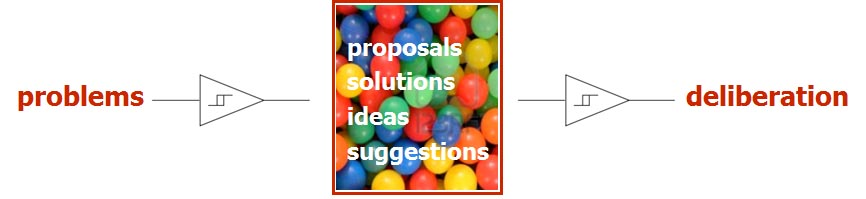 problems
proposals
solutions
ideas
suggestions
deliberation